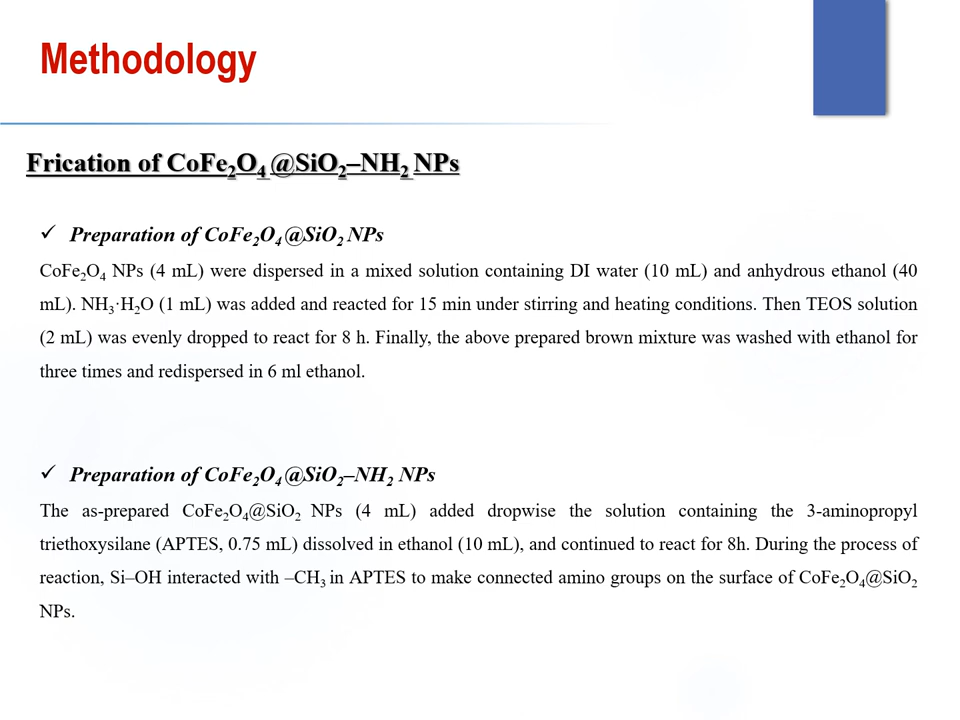 Methodology
Frication of CoFe₂O₄ @SiO₂–NH₂ NPs
✓ Preparation of CoFe₂O₄ @SiO₂ NPs
CoFe₂O₄ NPs (4 mL) were dispersed in a mixed solution containing DI water (10 mL) and anhydrous ethanol (40
mL). NH₃·H₂O (1 mL) was added and reacted for 15 min under stirring and heating conditions. Then TEOS solution
(2 mL) was evenly dropped to react for 8 h. Finally, the above prepared brown mixture was washed with ethanol for
three times and redispersed in 6 ml ethanol.
✓ Preparation of CoFe₂O₄ @SiO₂–NH₂ NPs
The as-prepared CoFe₂O₄@SiO₂ NPs (4 mL) added dropwise the solution containing the 3-aminopropyl
triethoxysilane (APTES, 0.75 mL) dissolved in ethanol (10 mL), and continued to react for 8h. During the process of
reaction, Si–OH interacted with –CH₃ in APTES to make connected amino groups on the surface of CoFe₂O₄@SiO₂
NPs.